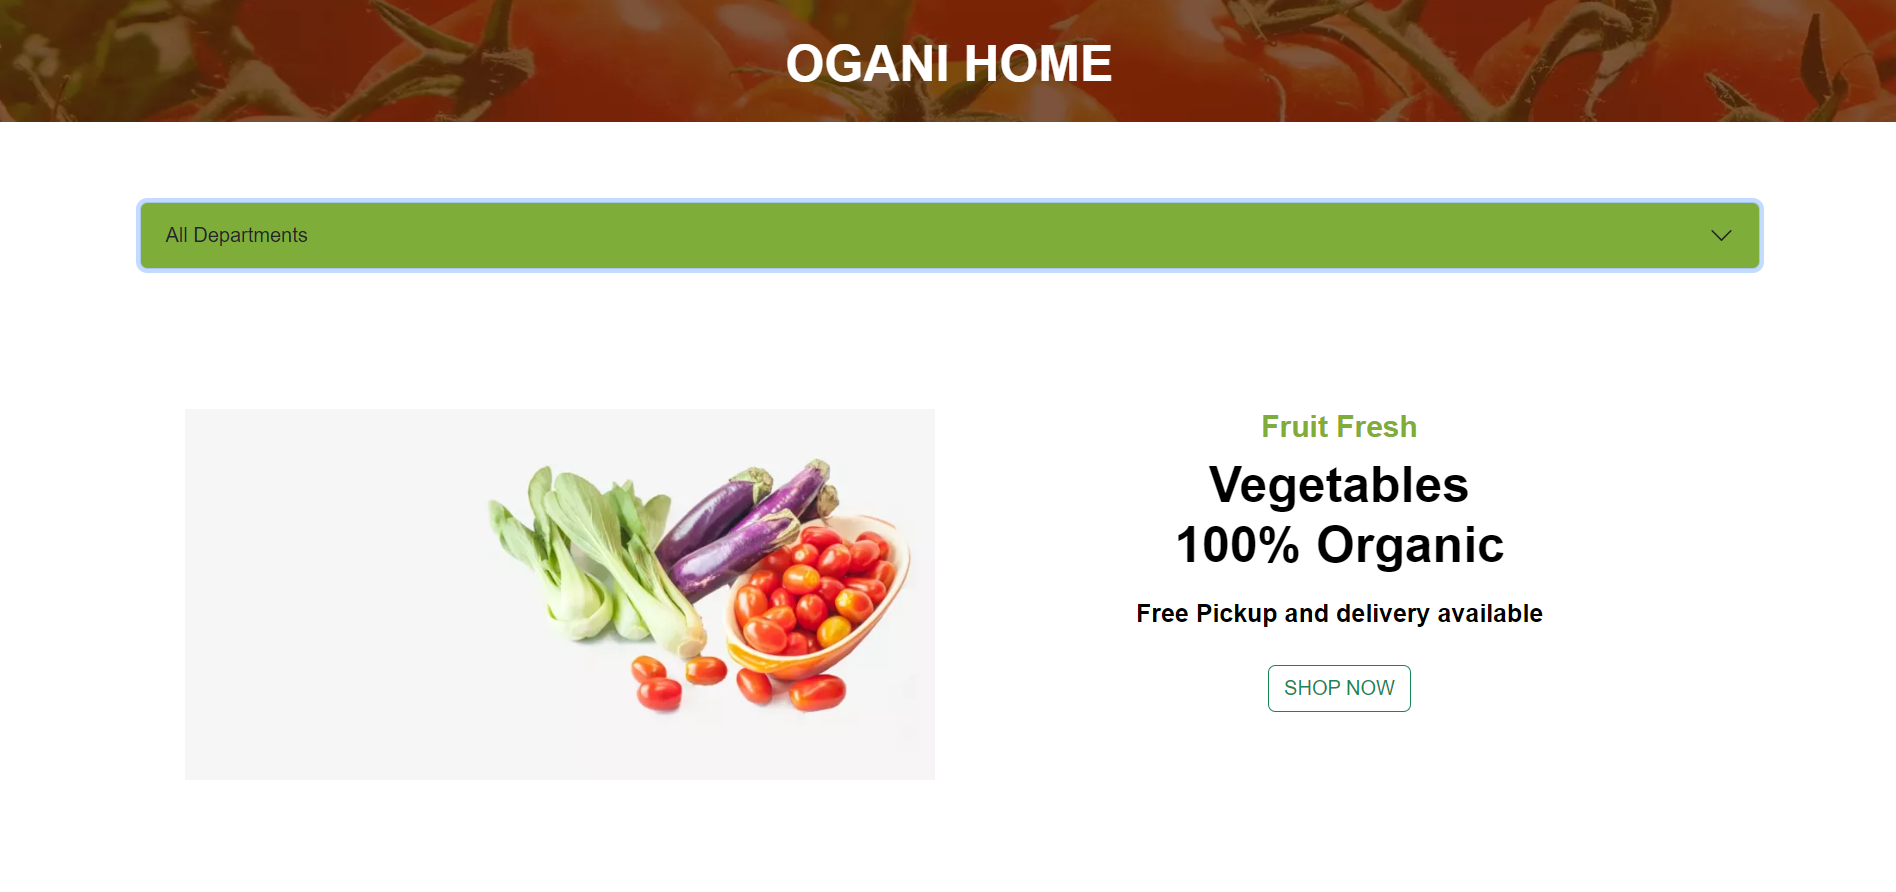 OGANI HOME
All Departments
Fruit Fresh
Vegetables
100% Organic
Free Pickup and delivery available
SHOP NOW